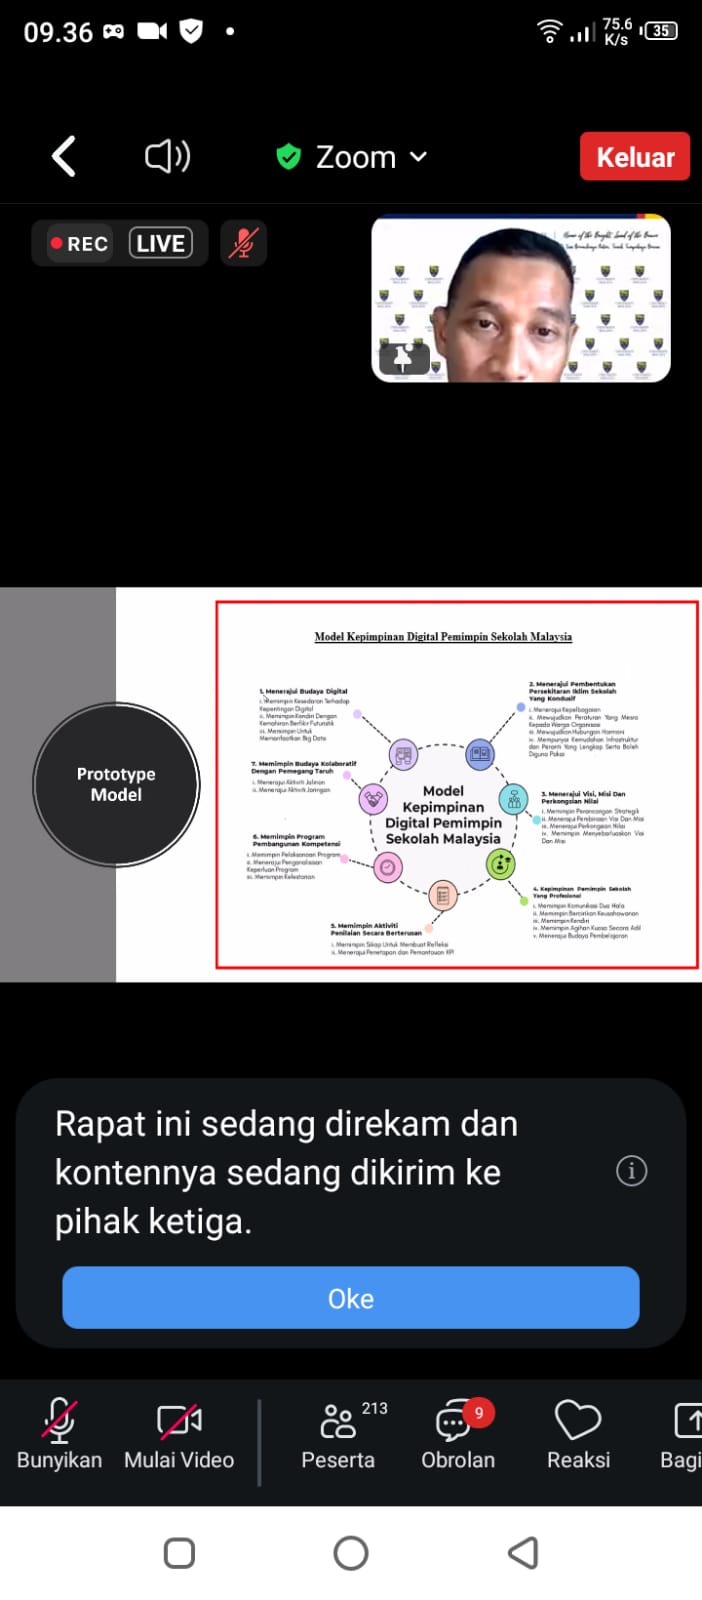 09.36
75.6
K/s
35
Zoom
Keluar
REC
LIVE
Model Kepimpinan Digital Pemimpin Sekolah Malaysia
Prototype
Model
Model
Kepimpinan
Digital Pemimpin
Sekolah Malaysia
1. Menerajui Budaya Digital
i. Memimpin Kesedaran Terhadap
Kepentingan Digital
ii. Memimpin Kendiri Dengan
Kemahiran Berfikir Futuristik
iii. Memimpin Untuk
Memanfaatkan Big Data
2. Menerajui Pembentukan
Persekitaran Iklim Sekolah
Yang Kondusif
i. Menerajui Kepelbagaian
ii. Mewujudkan Peraturan Yang Mesra
Kepada Warga Organisasi
iii. Mewujudkan Hubungan Harmoni
iv. Mempunyai Kemudahan Infrastruktur
dan Peranti Yang Lengkap Serta Boleh
Diguna Pakai
3. Menerajui Visi, Misi Dan
Perkongsian Nilai
i. Memimpin Perancangan Strategik
ii. Menerajui Pembinaan Visi Dan Misi
iii. Menerajui Perkongsian Nilai
iv. Memimpin Menyebarluaskan Visi
Dan Misi
4. Kepimpinan Pemimpin Sekolah
Yang Profesional
i. Memimpin Komunikasi Dua Hala
ii. Memimpin Bercirikan Keusahawanan
iii. Memimpin Kendiri
iv. Memimpin Agihan Kuasa Secara Adil
v. Menerajui Budaya Pembelajaran
5. Memimpin Aktiviti
Penilaian Secara Berterusan
i. Memimpin Sikap Untuk Membuat Refleksi
ii. Menerajui Penetapan dan Pemantauan KPI
6. Memimpin Program
Pembangunan Kompetensi
i. Memimpin Pelaksanaan Program
ii. Menerajui Penganalisaan
Keperluan Program
iii. Memimpin Kelestarian
7. Memimpin Budaya Kolaboratif
Dengan Pemegang Taruh
i. Menerajui Aktiviti Jalinan
ii. Menerajui Aktiviti Jaringan
Rapat ini sedang direkam dan
kontennya sedang dikirim ke
pihak ketiga.
Oke
213
9
Bunyikan
Mulai Video
Peserta
Obrolan
Reaksi
Bagi